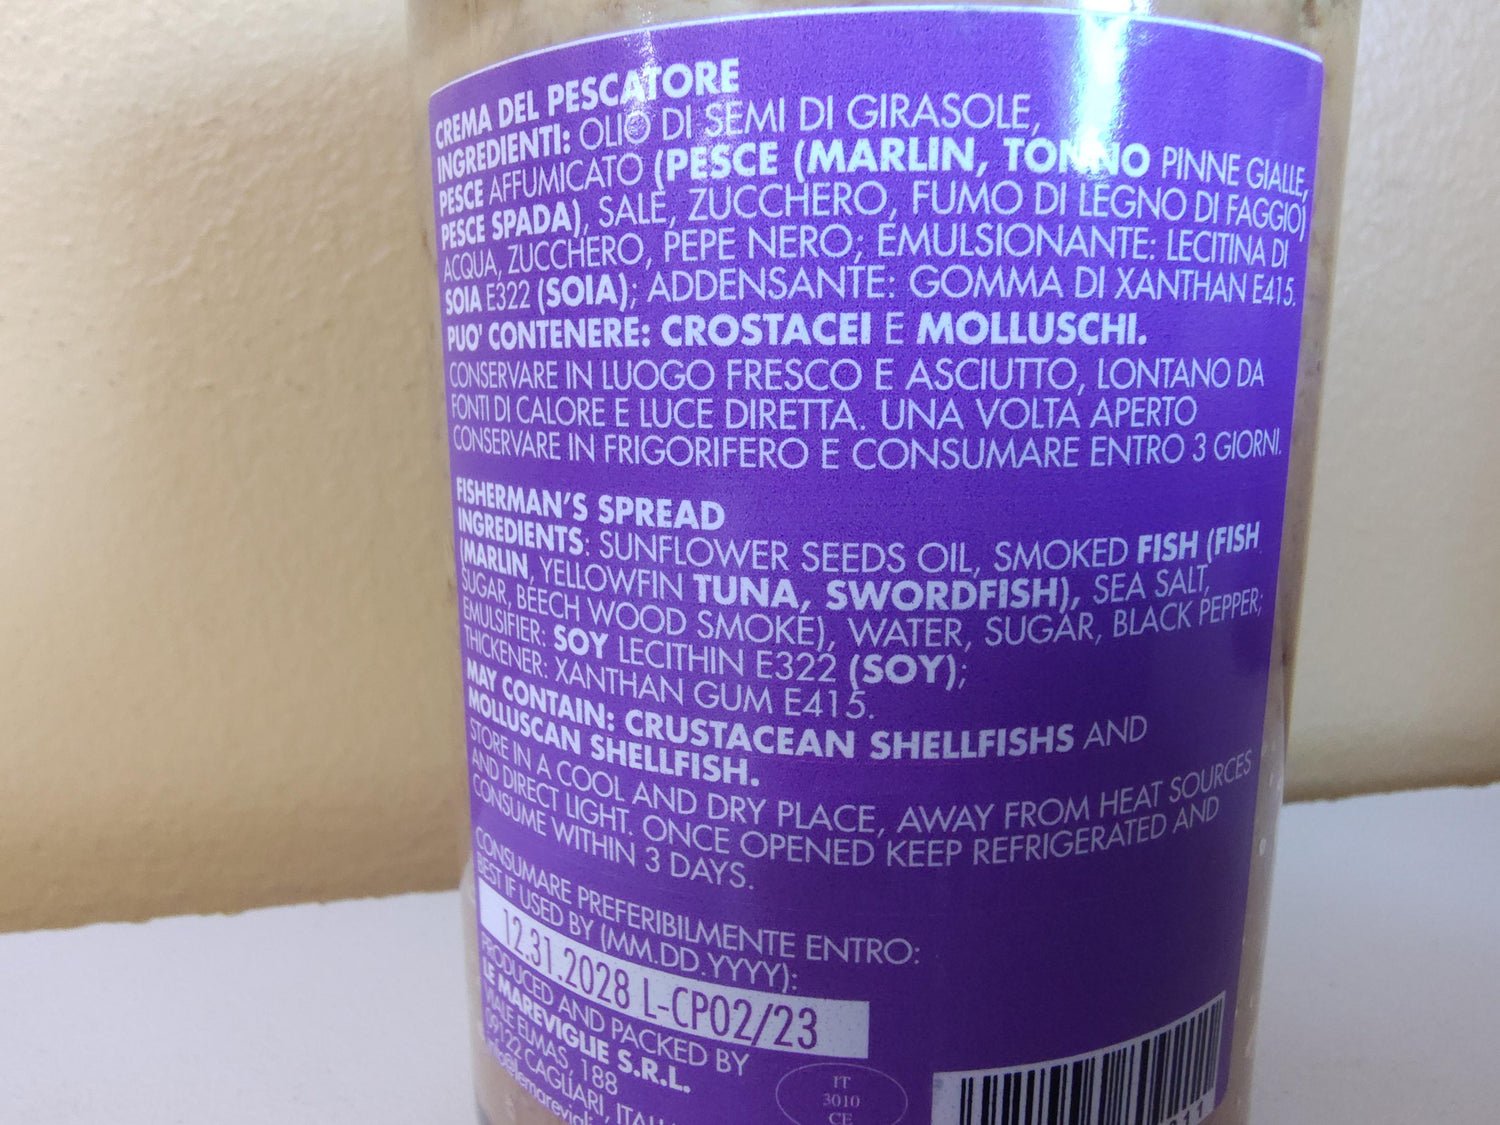 CREMA DEL PESCATORE
INGREDIENTI: OLIO DI SEMI DI GIRASOLE,
PESCE AFFUMICATO (PESCE (MARLIN, TONNO PINNE GIALLE,
PESCE SPADA), SALE, ZUCCHERO, FUMO DI LEGNO DI FAGGIO)
ACQUA, ZUCCHERO, PEPE NERO; EMULSIONANTE: LECITINA DI
SOIA E322 (SOIA); ADDENSANTE: GOMMA DI XANTHAN E415.
PUO' CONTENERE: CROSTACEI E MOLLUSCHI.
CONSERVARE IN LUOGO FRESCO E ASCIUTTO, LONTANO DA
FONTI DI CALORE E LUCE DIRETTA. UNA VOLTA APERTO
CONSERVARE IN FRIGORIFERO E CONSUMARE ENTRO 3 GIORNI.
FISHERMAN'S SPREAD
INGREDIENTS: SUNFLOWER SEEDS OIL, SMOKED FISH (FISH
(MARLIN, YELLOWFIN TUNA, SWORDFISH), SEA SALT,
SUGAR, BEECH WOOD SMOKE), WATER, SUGAR, BLACK PEPPER;
EMULSIFIER: SOY LECITHIN E322 (SOY);
THICKENER: XANTHAN GUM E415.
MAY CONTAIN: CRUSTACEAN SHELLFISHS AND
MOLLUSCAN SHELLFISH.
STORE IN A COOL AND DRY PLACE, AWAY FROM HEAT SOURCES
AND DIRECT LIGHT. ONCE OPENED KEEP REFRIGERATED AND
CONSUME WITHIN 3 DAYS.
CONSUMARE PREFERIBILMENTE ENTRO:
BEST IF USED BY (MM.DD.YYYY):
12.31.2028 L-CP02/23
PRODUCED AND PACKED BY
LE MAREVIGLIE S.R.L.
VIALE ELMAS, 188
09122 CAGLIARI,
IT
3010
CE